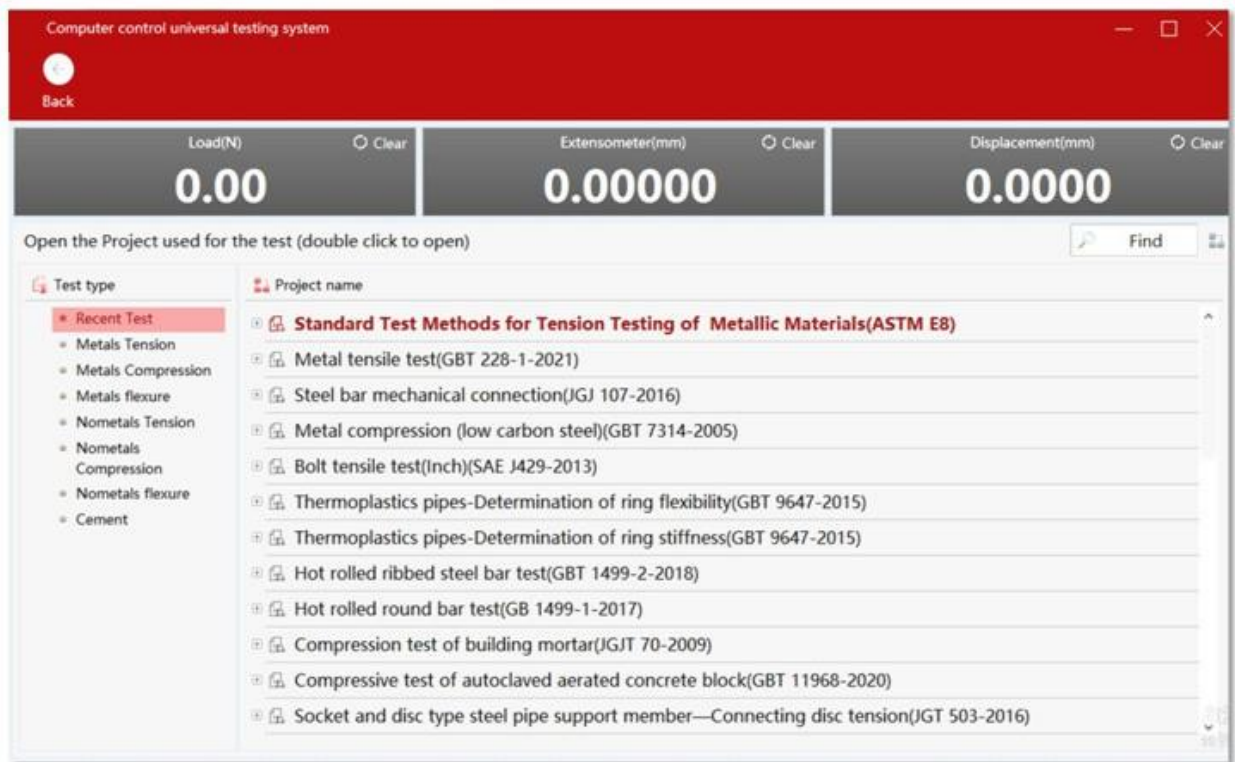 Computer control universal testing system
Back
Load(N)
Clear
0.00
Extensometer(mm)
Clear
0.00000
Displacement(mm)
Clear
0.0000
Open the Project used for the test (double click to open)
Find
Test type
Recent Test
Metals Tension
Metals Compression
Metals flexure
Nometals Tension
Nometals
Compression
Nometals flexure
Cement
Project name
Standard Test Methods for Tension Testing of Metallic Materials(ASTM E8)
Metal tensile test(GBT 228-1-2021)
Steel bar mechanical connection(JGJ 107-2016)
Metal compression (low carbon steel)(GBT 7314-2005)
Bolt tensile test(Inch)(SAE J429-2013)
Thermoplastics pipes-Determination of ring flexibility(GBT 9647-2015)
Thermoplastics pipes-Determination of ring stiffness(GBT 9647-2015)
Hot rolled ribbed steel bar test(GBT 1499-2-2018)
Hot rolled round bar test(GB 1499-1-2017)
Compression test of building mortar(JGJT 70-2009)
Compressive test of autoclaved aerated concrete block(GBT 11968-2020)
Socket and disc type steel pipe support member—Connecting disc tension(JGT 503-2016)